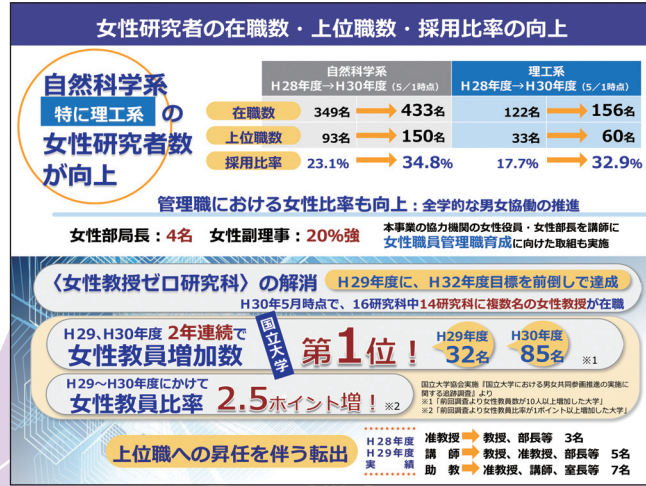 女性研究者の在職数・上位職数・採用比率の向上
自然科学系
特に理工系 の
女性研究者数
が向上
自然科学系
H28年度→H30年度（5/1時点）
理工系
H28年度→H30年度（5/1時点）
在職数 349名 433名 122名 156名
上位職数 93名 150名 33名 60名
採用比率 23.1% 34.8% 17.7% 32.9%
管理職における女性比率も向上：全学的な男女協働の推進
女性部局長：4名 女性副理事：20%強
本事業の協力機関の女性役員・女性部長を講師に
女性職員管理職育成に向けた取組も実施
〈女性教授ゼロ研究科〉の解消
H29年度に、H32年度目標を前倒しで達成
H30年5月時点で、16研究科中14研究科に複数名の女性教授が在職
H29、H30年度 2年連続で
女性教員増加数
国立大学
第1位！
H29年度
32名
H30年度
85名
※1
H29～H30年度にかけて
女性教員比率 2.5ポイント増！ ※2
国立大学協会実施『国立大学における男女共同参画推進の実施に
関する追跡調査』より
※1「前回調査より女性教員数が10人以上増加した大学」
※2「前回調査より女性教員比率が1ポイント以上増加した大学」
上位職への昇任を伴う転出
H28年度
H29年度
実績
准教授 教授、部長等 3名
講師 教授、准教授、部長等 5名
助教 准教授、講師、室長等 7名